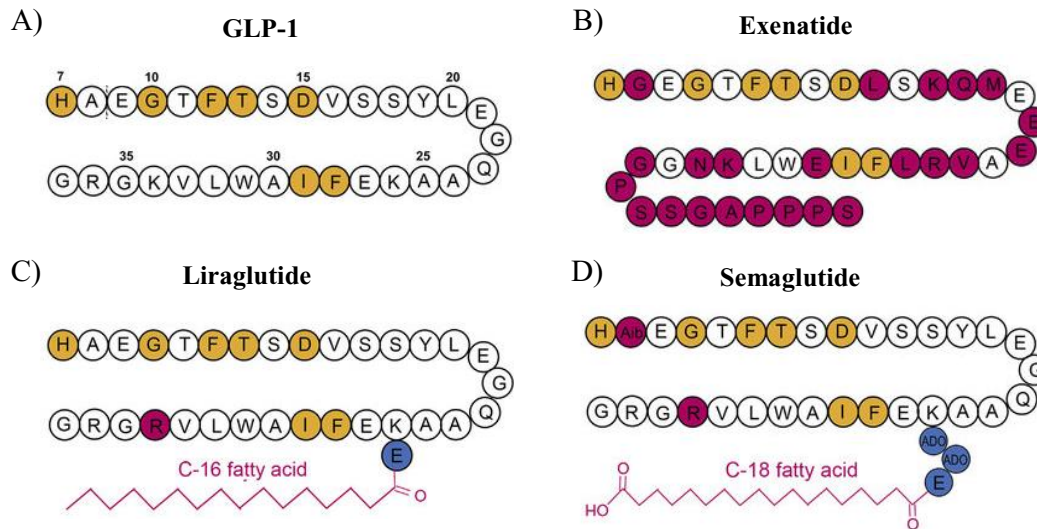 A)
GLP-1
7 10 15 20
H A E G T F T S D V S S Y L E G Q
35 30 25
G R G K V L W A I F E K A A
B)
Exenatide
H G E G T F T S D L S K Q M E E E
G G N K L W E I F L R V A
P
S S G A P P P S
C)
Liraglutide
H A E G T F T S D V S S Y L E G Q
G R G R V L W A I F E K A A
E
C-16 fatty acid
O
D)
Semaglutide
H Aib E G T F T S D V S S Y L E G Q
G R G R V L W A I F E K A A
ADO
ADO
E
C-18 fatty acid
O
HO
O